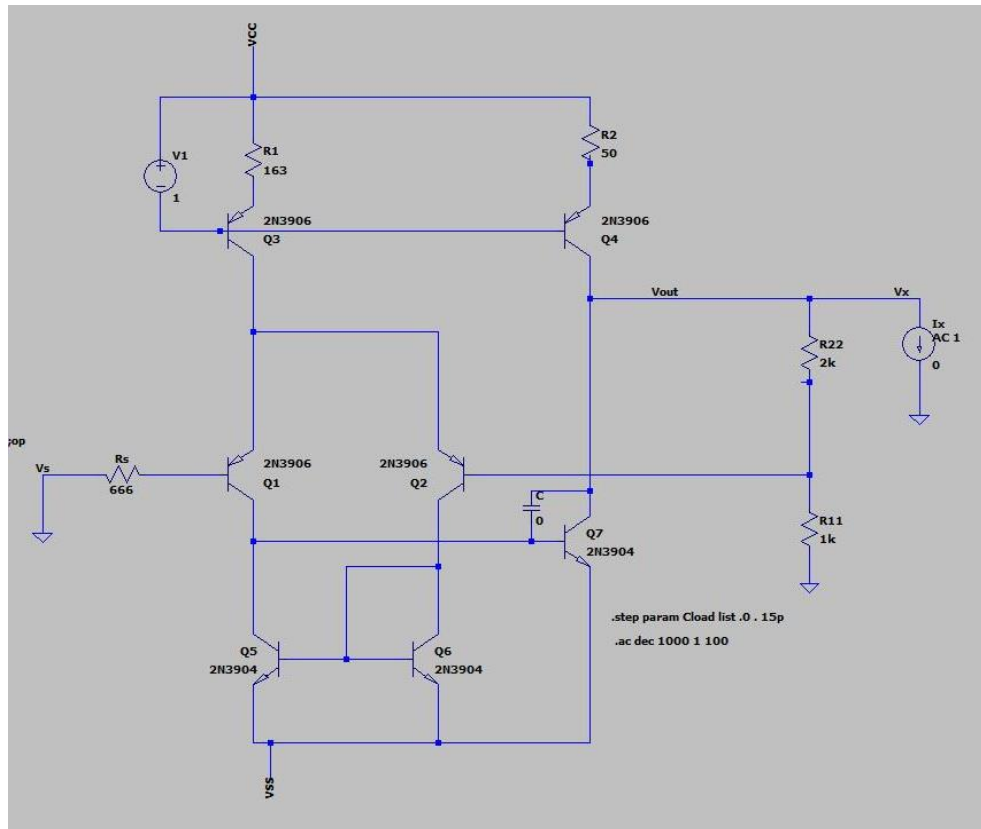 VCC
R1
163
R2
50
V1
1
2N3906
Q3
2N3906
Q4
Vout
Vx
Ix
AC 1
0
R22
2k
;op
Vs
Rs
666
2N3906
Q1
2N3906
Q2
C
0
Q7
2N3904
R11
1k
.step param Cload list .0 . 15p
.ac dec 1000 1 100
Q5
2N3904
Q6
2N3904
VSS